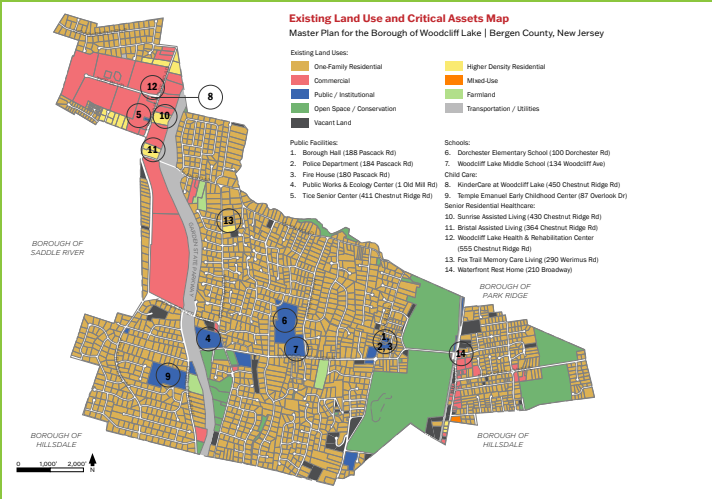 Existing Land Use and Critical Assets Map
Master Plan for the Borough of Woodcliff Lake | Bergen County, New Jersey
Existing Land Uses:
One-Family Residential
Commercial
Public / Institutional
Open Space / Conservation
Vacant Land
Higher Density Residential
Mixed-Use
Farmland
Transportation / Utilities
Public Facilities:
1. Borough Hall (188 Pascack Rd)
2. Police Department (184 Pascack Rd)
3. Fire House (180 Pascack Rd)
4. Public Works & Ecology Center (1 Old Mill Rd)
5. Tice Senior Center (411 Chestnut Ridge Rd)
Schools:
6. Dorchester Elementary School (100 Dorchester Rd)
7. Woodcliff Lake Middle School (134 Woodcliff Ave)
Child Care:
8. KinderCare at Woodcliff Lake (450 Chestnut Ridge Rd)
9. Temple Emanuel Early Childhood Center (87 Overlook Dr)
Senior Residential Healthcare:
10. Sunrise Assisted Living (430 Chestnut Ridge Rd)
11. Bristal Assisted Living (364 Chestnut Ridge Rd)
12. Woodcliff Lake Health & Rehabilitation Center
(555 Chestnut Ridge Rd)
13. Fox Trail Memory Care Living (290 Werimus Rd)
14. Waterfront Rest Home (210 Broadway)
12
8
5
10
11
13
BOROUGH OF
SADDLE RIVER
GARDEN STATE PARKWAY
BOROUGH OF
PARK RIDGE
6
4
7
1
2, 3
14
9
BOROUGH OF
HILLSDALE
BOROUGH OF
HILLSDALE
0 1,000' 2,000'
N